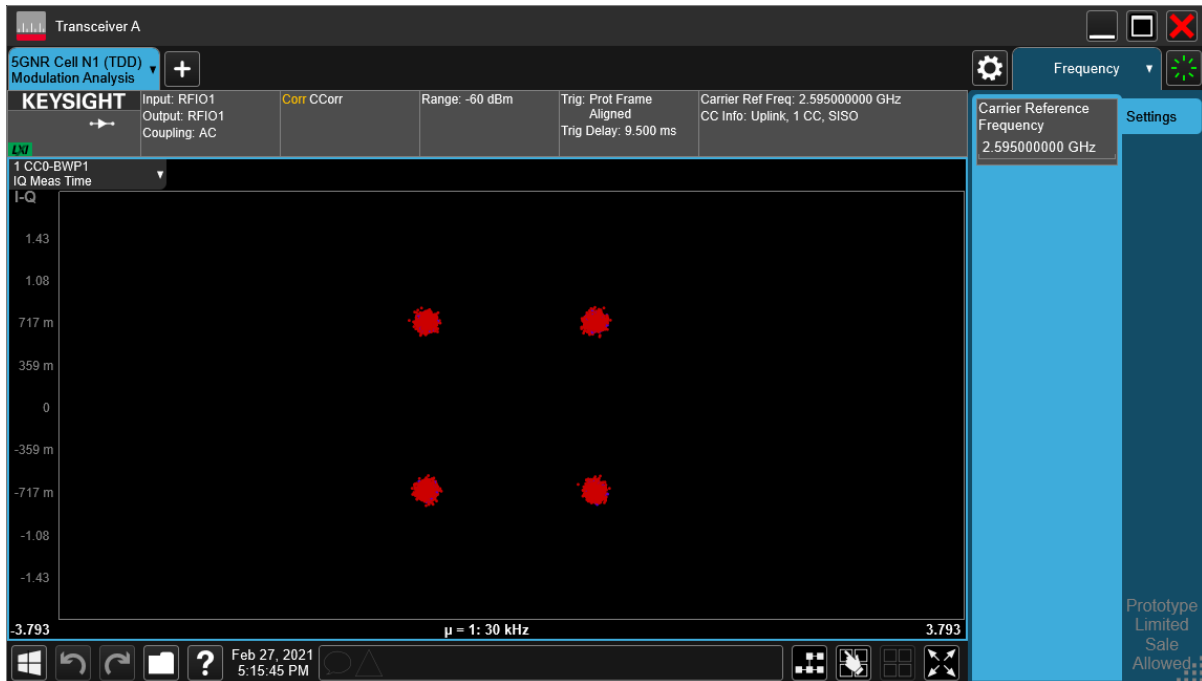 Transceiver A
5GNR Cell N1 (TDD)
Modulation Analysis
Frequency
KEYSIGHT
LXI
Input: RFIO1
Output: RFIO1
Coupling: AC
Corr CCorr
Range: -60 dBm
Trig: Prot Frame
Aligned
Trig Delay: 9.500 ms
Carrier Ref Freq: 2.595000000 GHz
CC Info: Uplink, 1 CC, SISO
Carrier Reference
Frequency
2.595000000 GHz
Settings
1 CC0-BWP1
IQ Meas Time
I-Q
1.43
1.08
717 m
359 m
0
-359 m
-717 m
-1.08
-1.43
-3.793
μ = 1: 30 kHz
3.793
Prototype
Limited
Sale
Allowed
?
Feb 27, 2021
5:15:45 PM